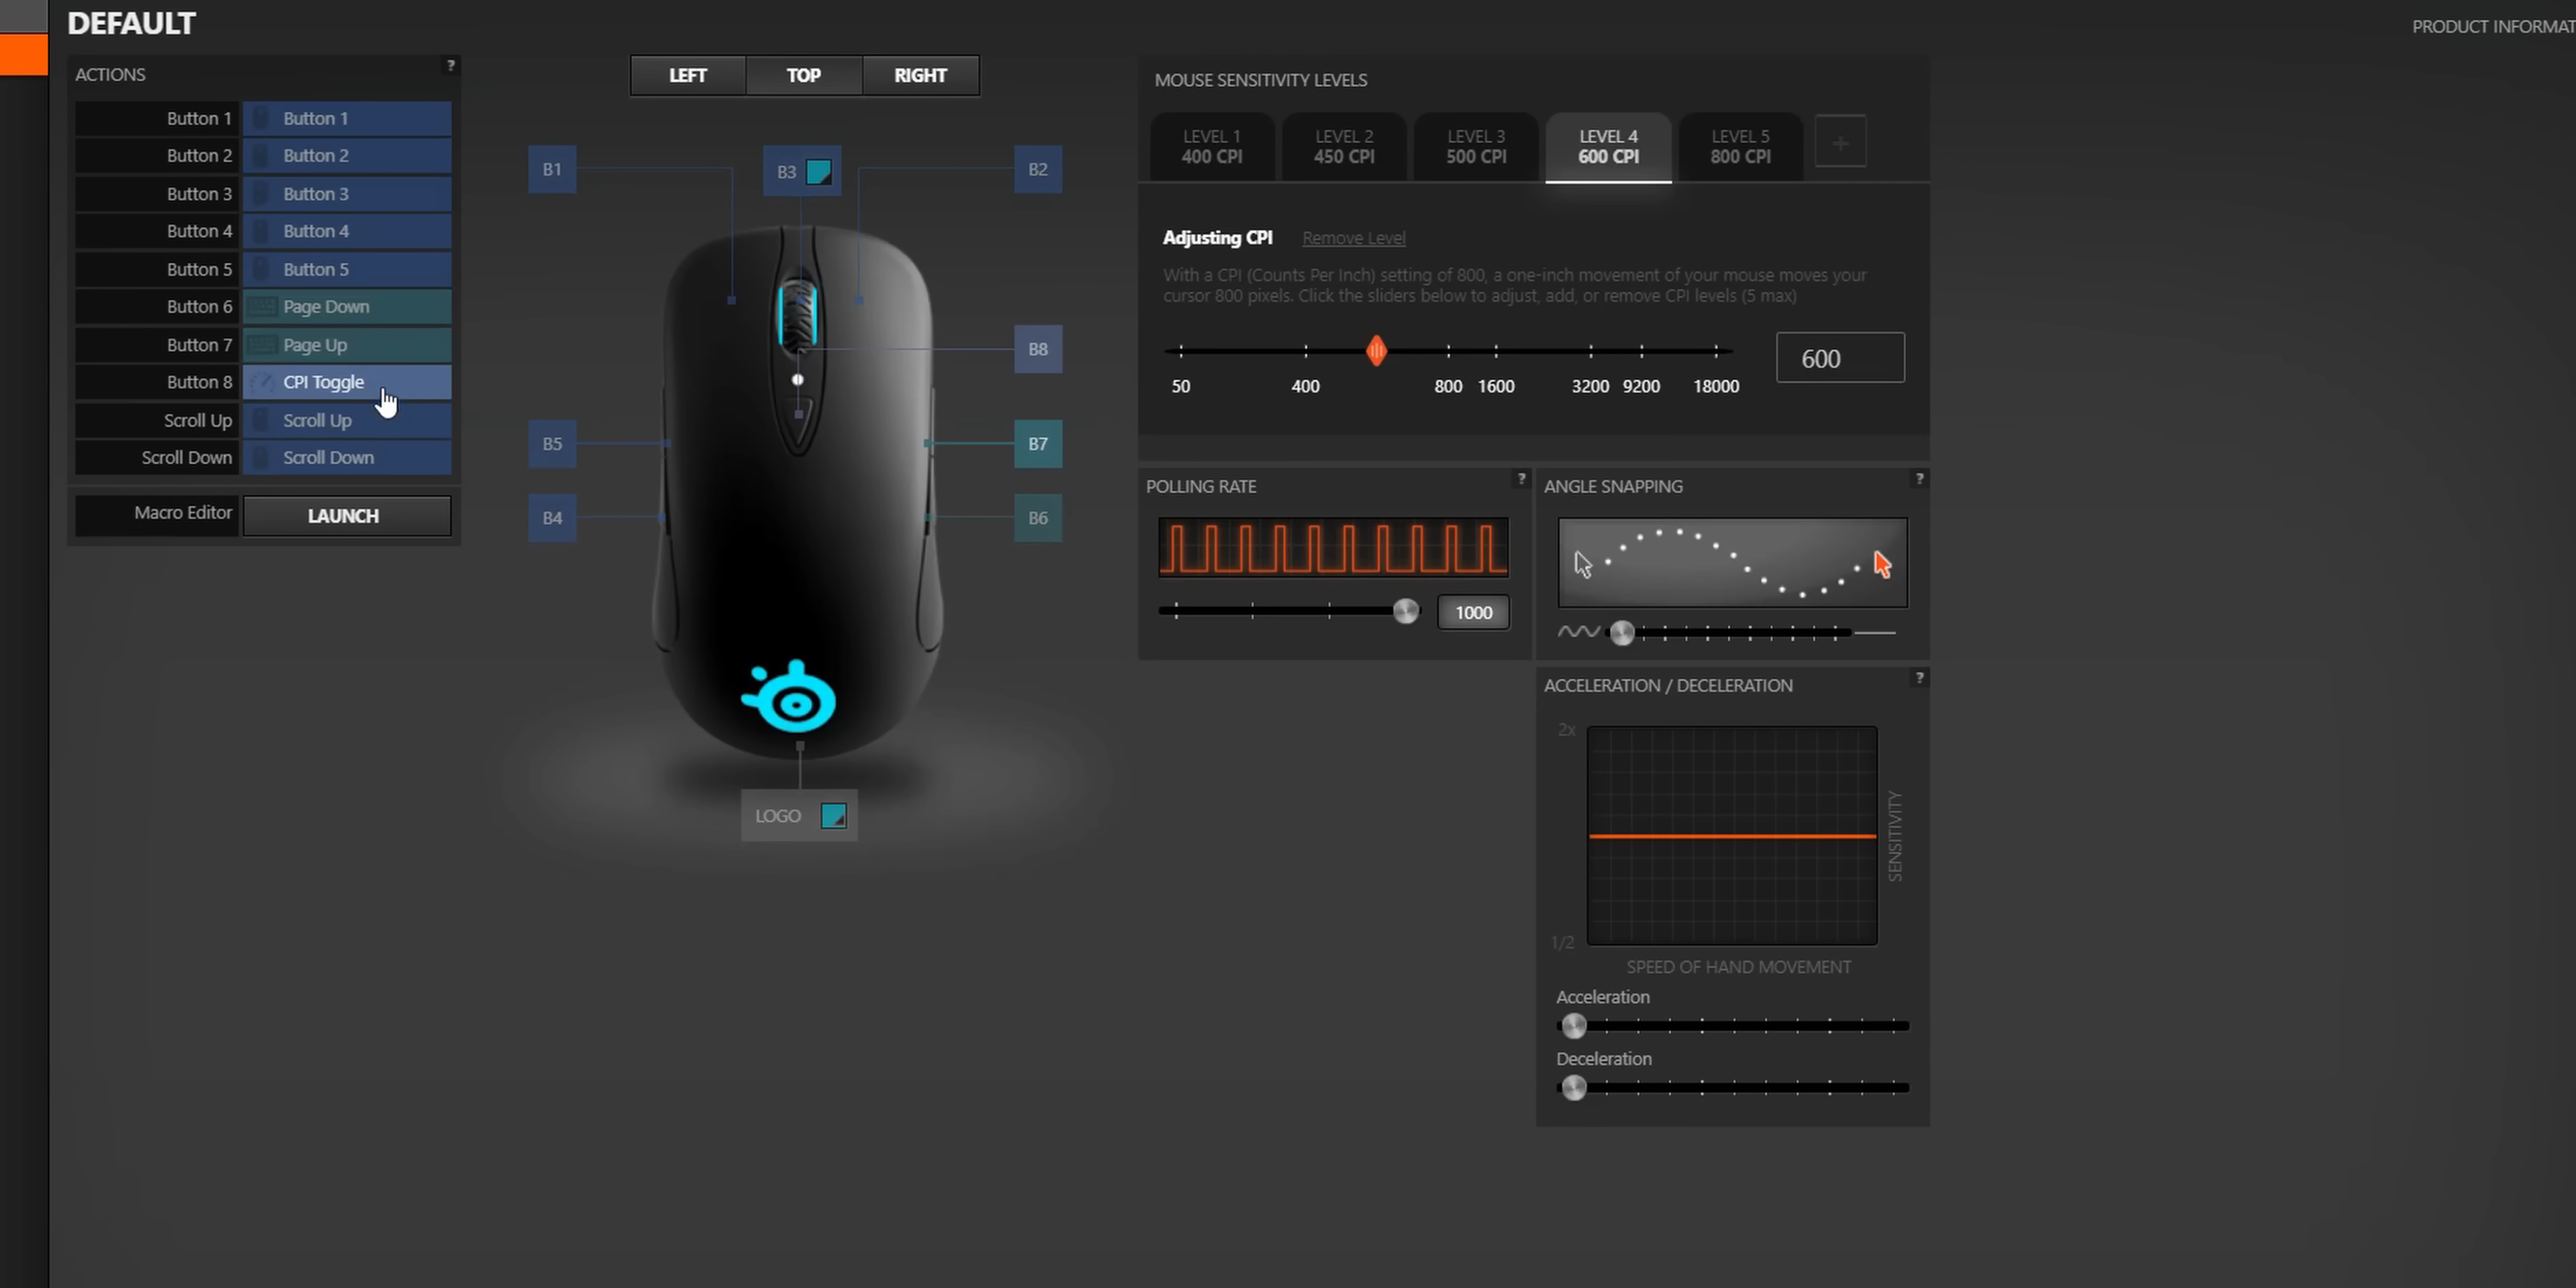 DEFAULT
PRODUCT INFORMAT
ACTIONS
?
Button 1 Button 1
Button 2 Button 2
Button 3 Button 3
Button 4 Button 4
Button 5 Button 5
Button 6 Page Down
Button 7 Page Up
Button 8 CPI Toggle
Scroll Up Scroll Up
Scroll Down Scroll Down
Macro Editor LAUNCH
LEFT TOP RIGHT
B1 B3 B2
B8
B5 B7
B4 B6
LOGO
MOUSE SENSITIVITY LEVELS
LEVEL 1 LEVEL 2 LEVEL 3 LEVEL 4 LEVEL 5
400 CPI 450 CPI 500 CPI 600 CPI 800 CPI
+
Adjusting CPI Remove Level
With a CPI (Counts Per Inch) setting of 800, a one-inch movement of your mouse moves your
cursor 800 pixels. Click the sliders below to adjust, add, or remove CPI levels (5 max)
600
50 400 800 1600 3200 9200 18000
POLLING RATE ?
1000
ANGLE SNAPPING ?
ACCELERATION / DECELERATION ?
2x
SENSITIVITY
1/2
SPEED OF HAND MOVEMENT
Acceleration
Deceleration